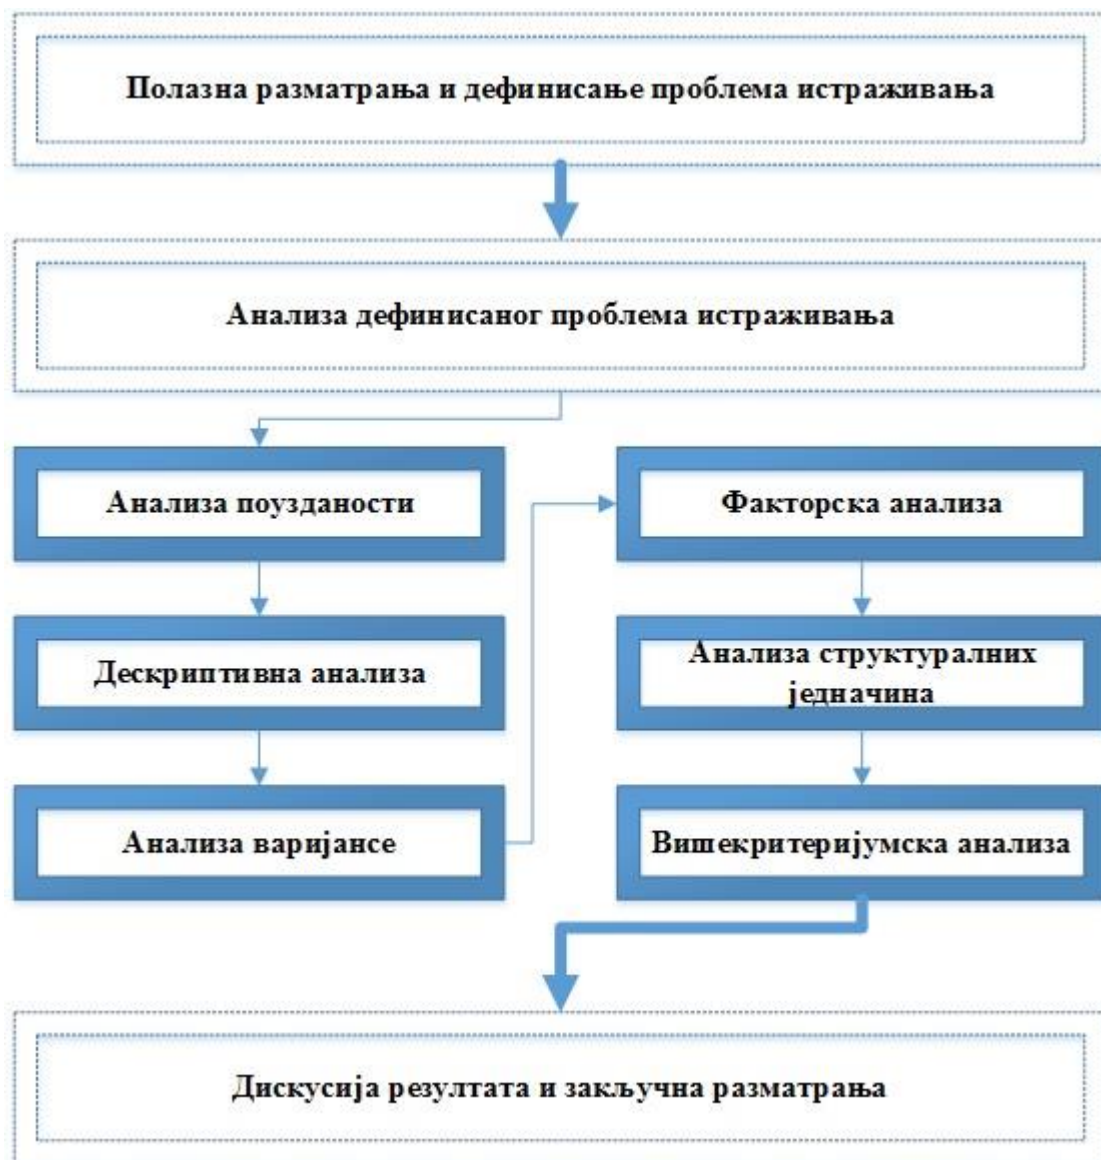 Полазна разматрања и дефинисање проблема истраживања
Анализа дефинисаног проблема истраживања
Анализа поузданости
Дескриптивна анализа
Анализа варијансе
Факторска анализа
Анализа структуралних
једначина
Вишекритеријумска анализа
Дискусија резултата и закључна разматрања